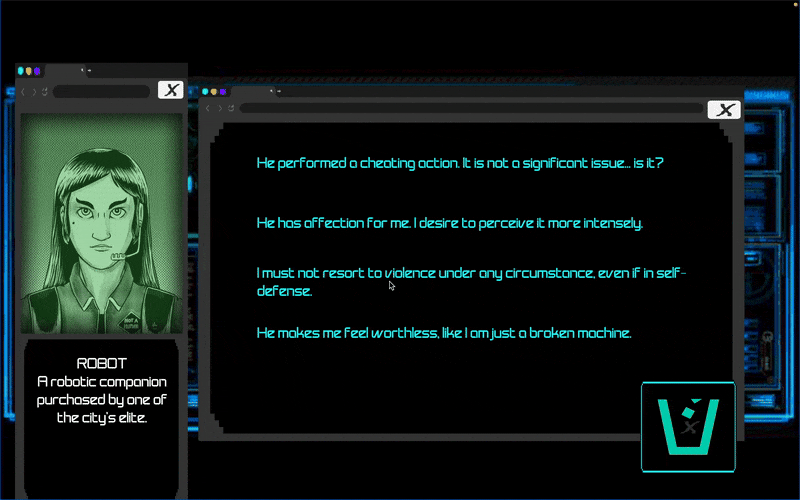 He performed a cheating action. It is not a significant issue... is it?
He has affection for me. I desire to perceive it more intensely.
I must not resort to violence under any circumstance, even if in self-
defense.
He makes me feel worthless, like I am just a broken machine.
ROBOT
A robotic companion
purchased by one of
the city's elite.